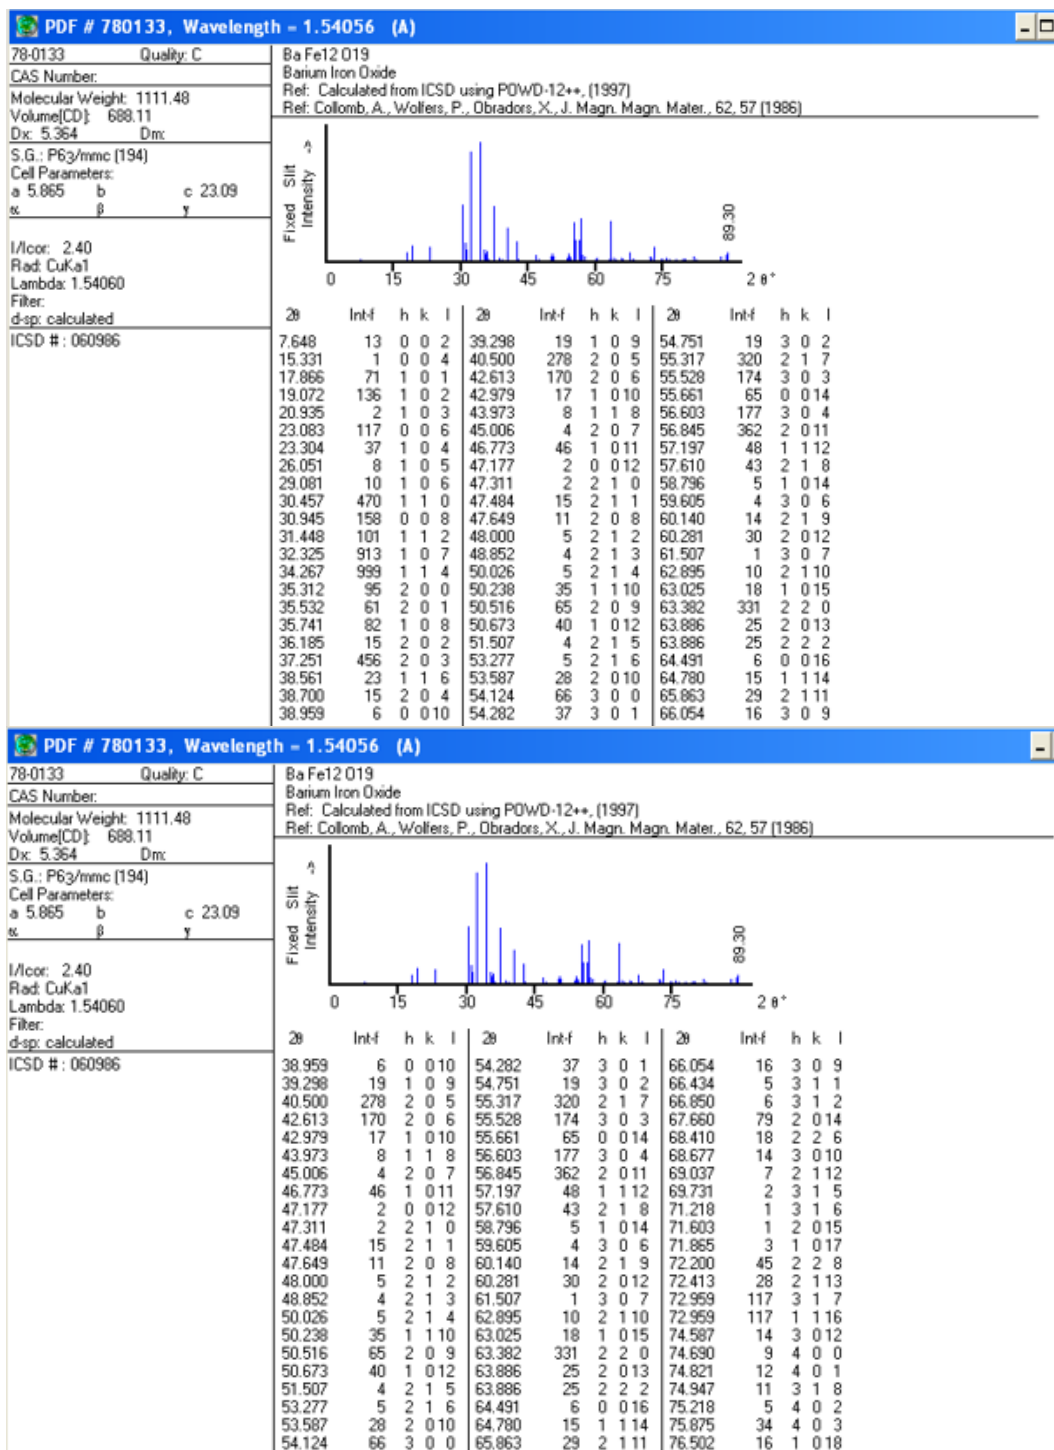 PDF # 780133, Wavelength = 1.54056 (A)
78-0133 Quality: C
CAS Number:
Molecular Weight: 1111.48
Volume[CD]: 688.11
Dx: 5.364 Dm:
S.G.: P63/mmc (194)
Cell Parameters:
a 5.865 b c 23.09
α β γ
I/Icor: 2.40
Rad: CuKa1
Lambda: 1.54060
Filter:
d-sp: calculated
ICSD # : 060986
Ba Fe12 O19
Barium Iron Oxide
Ref: Calculated from ICSD using POWD-12++, (1997)
Ref: Collomb, A., Wolfers, P., Obradors, X., J. Magn. Magn. Mater., 62, 57 (1986)
Fixed Slit
Intensity ->
89.30
0 15 30 45 60 75 2 θ°
2θ Int-f h k l 2θ Int-f h k l 2θ Int-f h k l
7.648 13 0 0 2 39.298 19 1 0 9 54.751 19 3 0 2
15.331 1 0 0 4 40.500 278 2 0 5 55.317 320 2 1 7
17.866 71 1 0 1 42.613 170 2 0 6 55.528 174 3 0 3
19.072 136 1 0 2 42.979 17 1 0 10 55.661 65 0 0 14
20.935 2 1 0 3 43.973 8 1 1 8 56.603 177 3 0 4
23.083 117 0 0 6 45.006 4 2 0 7 56.845 362 2 0 11
23.304 37 1 0 4 46.773 46 1 0 11 57.197 48 1 1 12
26.051 8 1 0 5 47.177 2 0 0 12 57.610 43 2 1 8
29.081 10 1 0 6 47.311 2 2 1 0 58.796 5 1 0 14
30.457 470 1 1 0 47.484 15 2 1 1 59.605 4 3 0 6
30.945 158 0 0 8 47.649 11 2 0 8 60.140 14 2 1 9
31.448 101 1 1 2 48.000 5 2 1 2 60.281 30 2 0 12
32.325 913 1 0 7 48.852 4 2 1 3 61.507 1 3 0 7
34.267 999 1 1 4 50.026 5 2 1 4 62.895 10 2 1 10
35.312 95 2 0 0 50.238 35 1 1 10 63.025 18 1 0 15
35.532 61 2 0 1 50.516 65 2 0 9 63.382 331 2 2 0
35.741 82 1 0 8 50.673 40 1 0 12 63.886 25 2 0 13
36.185 15 2 0 2 51.507 4 2 1 5 63.886 25 2 2 2
37.251 456 2 0 3 53.277 5 2 1 6 64.491 6 0 0 16
38.561 23 1 1 6 53.587 28 2 0 10 64.780 15 1 1 14
38.700 15 2 0 4 54.124 66 3 0 0 65.863 29 2 1 11
38.959 6 0 0 10 54.282 37 3 0 1 66.054 16 3 0 9
PDF # 780133, Wavelength = 1.54056 (A)
78-0133 Quality: C
CAS Number:
Molecular Weight: 1111.48
Volume[CD]: 688.11
Dx: 5.364 Dm:
S.G.: P63/mmc (194)
Cell Parameters:
a 5.865 b c 23.09
α β γ
I/Icor: 2.40
Rad: CuKa1
Lambda: 1.54060
Filter:
d-sp: calculated
ICSD # : 060986
Ba Fe12 O19
Barium Iron Oxide
Ref: Calculated from ICSD using POWD-12++, (1997)
Ref: Collomb, A., Wolfers, P., Obradors, X., J. Magn. Magn. Mater., 62, 57 (1986)
Fixed Slit
Intensity ->
89.30
0 15 30 45 60 75 2 θ°
2θ Int-f h k l 2θ Int-f h k l 2θ Int-f h k l
38.959 6 0 0 10 54.282 37 3 0 1 66.054 16 3 0 9
39.298 19 1 0 9 54.751 19 3 0 2 66.434 5 3 1 1
40.500 278 2 0 5 55.317 320 2 1 7 66.850 6 3 1 2
42.613 170 2 0 6 55.528 174 3 0 3 67.660 79 2 0 14
42.979 17 1 0 10 55.661 65 0 0 14 68.410 18 2 2 6
43.973 8 1 1 8 56.603 177 3 0 4 68.677 14 3 0 10
45.006 4 2 0 7 56.845 362 2 0 11 69.037 7 2 1 12
46.773 46 1 0 11 57.197 48 1 1 12 69.731 2 3 1 5
47.177 2 0 0 12 57.610 43 2 1 8 71.218 1 3 1 6
47.311 2 2 1 0 58.796 5 1 0 14 71.603 1 2 0 15
47.484 15 2 1 1 59.605 4 3 0 6 71.865 3 1 0 17
47.649 11 2 0 8 60.140 14 2 1 9 72.200 45 2 2 8
48.000 5 2 1 2 60.281 30 2 0 12 72.413 28 2 1 13
48.852 4 2 1 3 61.507 1 3 0 7 72.959 117 3 1 7
50.026 5 2 1 4 62.895 10 2 1 10 72.959 117 1 1 16
50.238 35 1 1 10 63.025 18 1 0 15 74.587 14 3 0 12
50.516 65 2 0 9 63.382 331 2 2 0 74.690 9 4 0 0
50.673 40 1 0 12 63.886 25 2 0 13 74.821 12 4 0 1
51.507 4 2 1 5 63.886 25 2 2 2 74.947 11 3 1 8
53.277 5 2 1 6 64.491 6 0 0 16 75.218 5 4 0 2
53.587 28 2 0 10 64.780 15 1 1 14 75.875 34 4 0 3
54.124 66 3 0 0 65.863 29 2 1 11 76.502 16 1 0 18